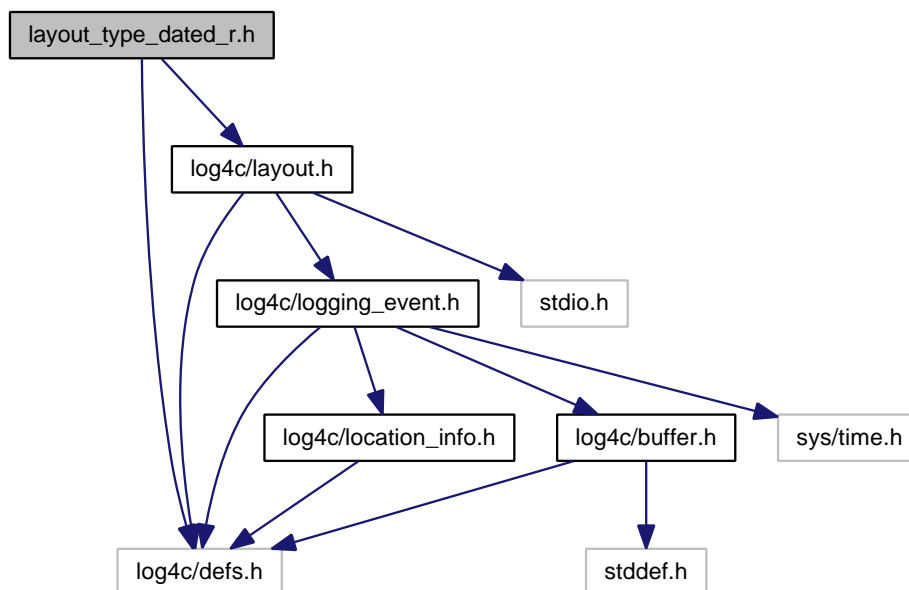 layout_type_dated_r.h
log4c/layout.h
log4c/logging_event.h
stdio.h
log4c/location_info.h
log4c/buffer.h
sys/time.h
log4c/defs.h
stddef.h